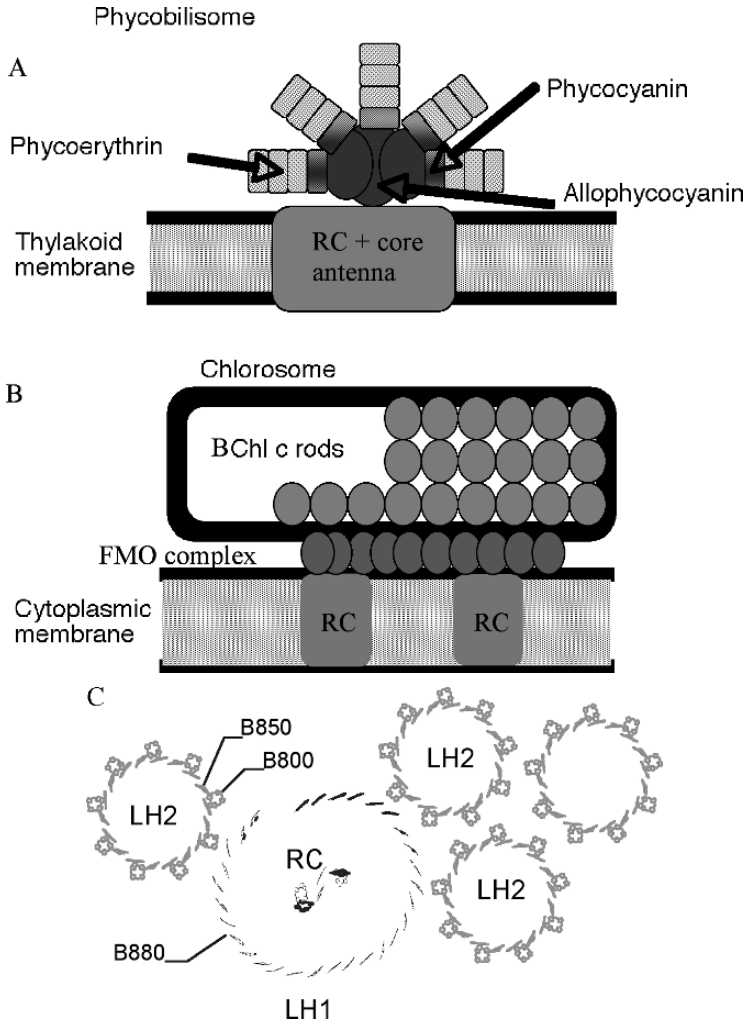 Phycobilisome
A
Phycocyanin
Phycoerythrin
Allophycocyanin
Thylakoid
membrane
RC + core
antenna
Chlorosome
B
BChl c rods
FMO complex
Cytoplasmic
membrane
RC
RC
C
B850
B800
LH2
LH2
RC
LH2
B880
LH1